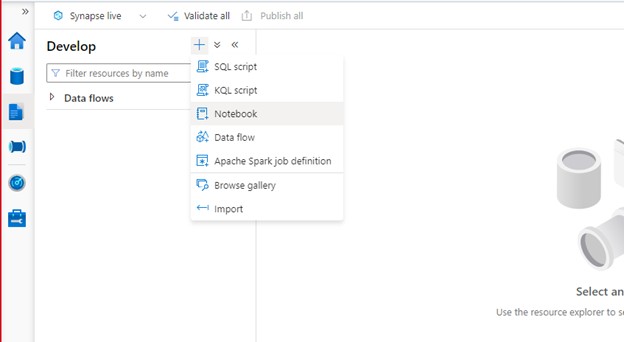 »
Synapse live
Validate all
Publish all
Develop
+
«
Filter resources by name
Data flows
SQL script
KQL script
Notebook
Data flow
Apache Spark job definition
Browse gallery
Import
Select an
Use the resource explorer to se